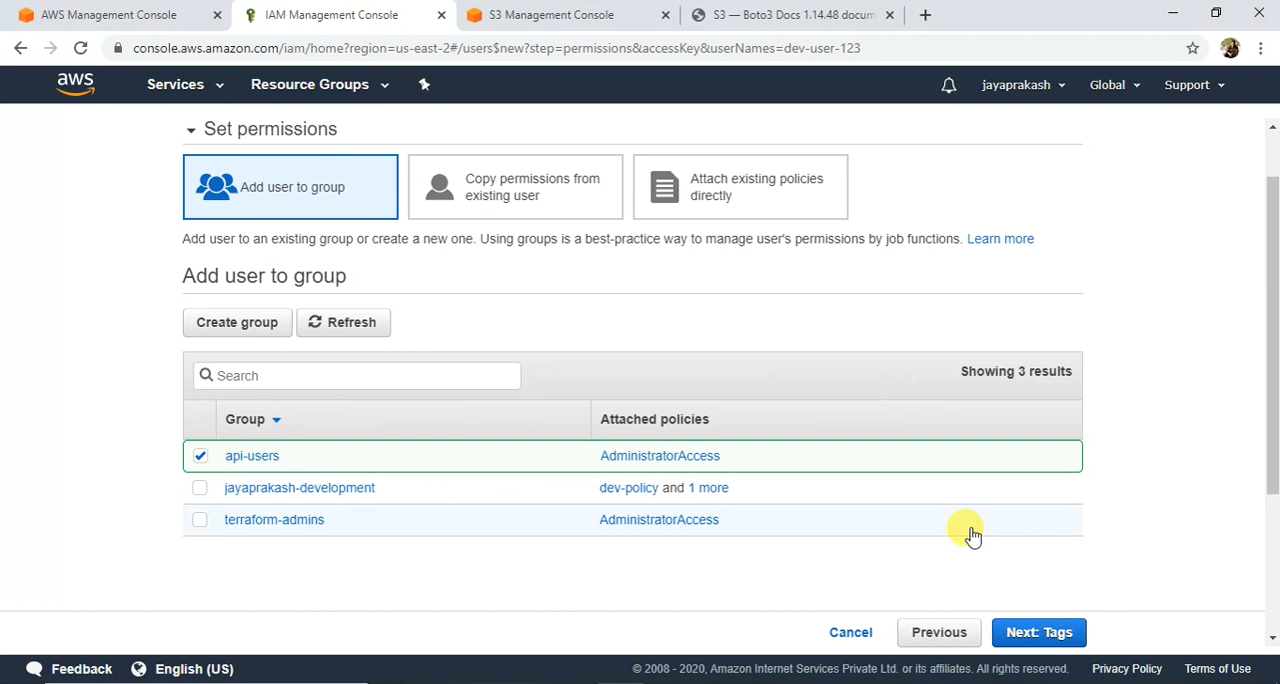 AWS Management Console
IAM Management Console
S3 Management Console
S3 — Boto3 Docs 1.14.48 docum
console.aws.amazon.com/iam/home?region=us-east-2#/users$new?step=permissions&accessKey&userNames=dev-user-123
aws
Services
Resource Groups
jayaprakash
Global
Support
Set permissions
Add user to group
Copy permissions from
existing user
Attach existing policies
directly
Add user to an existing group or create a new one. Using groups is a best-practice way to manage user's permissions by job functions. Learn more
Add user to group
Create group
Refresh
Search
Showing 3 results
Group
Attached policies
api-users
AdministratorAccess
jayaprakash-development
dev-policy and 1 more
terraform-admins
AdministratorAccess
Cancel
Previous
Next: Tags
Feedback
English (US)
© 2008 - 2020, Amazon Internet Services Private Ltd. or its affiliates. All rights reserved.
Privacy Policy
Terms of Use